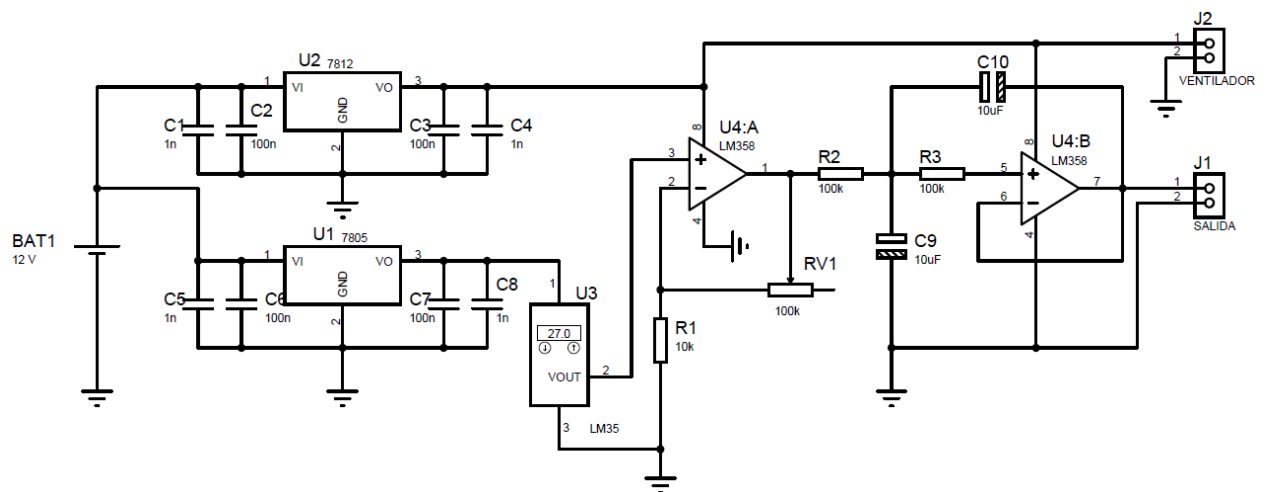 J2
1
2
VENTILADOR
U2 7812
1
VI
VO
3
GND
2
C1
1n
C2
100n
C3
100n
C4
1n
8
U4:A
LM358
3
2
1
4
R2
100k
C10
10uF
R3
100k
8
U4:B
LM358
5
6
7
4
J1
1
2
SALIDA
C9
10uF
BAT1
12 V
U1 7805
1
VI
VO
3
GND
2
C5
1n
C6
100n
C7
100n
C8
1n
1
U3
27.0
VOUT
2
3
LM35
R1
10k
RV1
100k